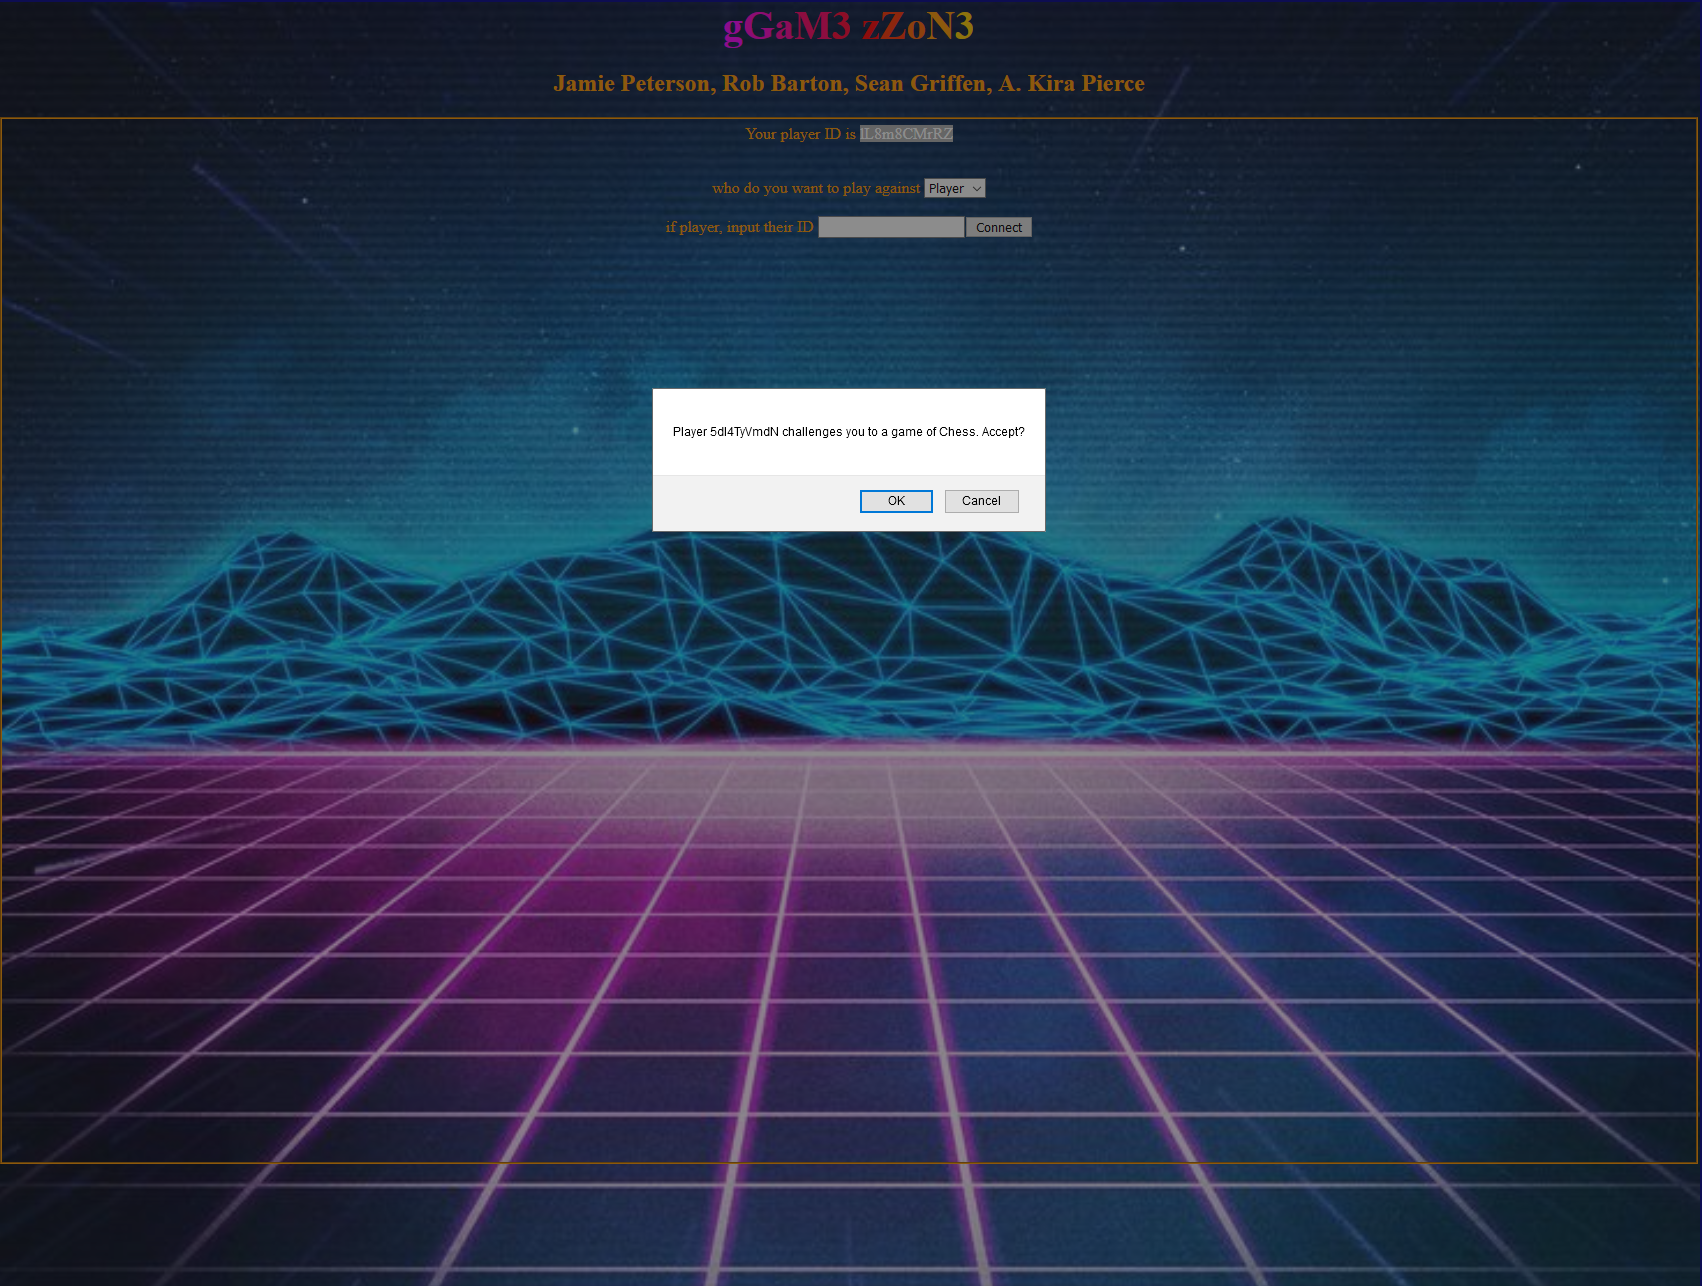 gGaM3 zZoN3
Jamie Peterson, Rob Barton, Sean Griffen, A. Kira Pierce
Your player ID is lL8m8CMrRZ
who do you want to play against Player
if player, input their ID Connect
Player 5dl4TyVmdN challenges you to a game of Chess. Accept?
OK Cancel